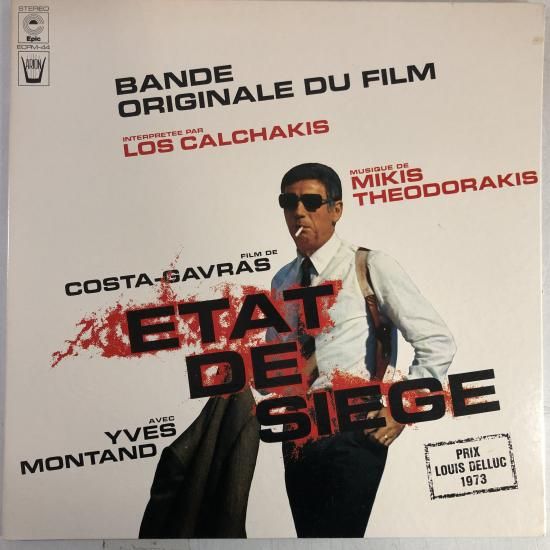 STEREO
Epic
ECPM-44
ARION
BANDE
ORIGINALE DU FILM
INTERPRETEE PAR
LOS CALCHAKIS
MUSIQUE DE
MIKIS
THEODORAKIS
FILM DE
COSTA-GAVRAS
ETAT
DE
SIEGE
AVEC
YVES
MONTAND
PRIX
LOUIS DELLUC
1973